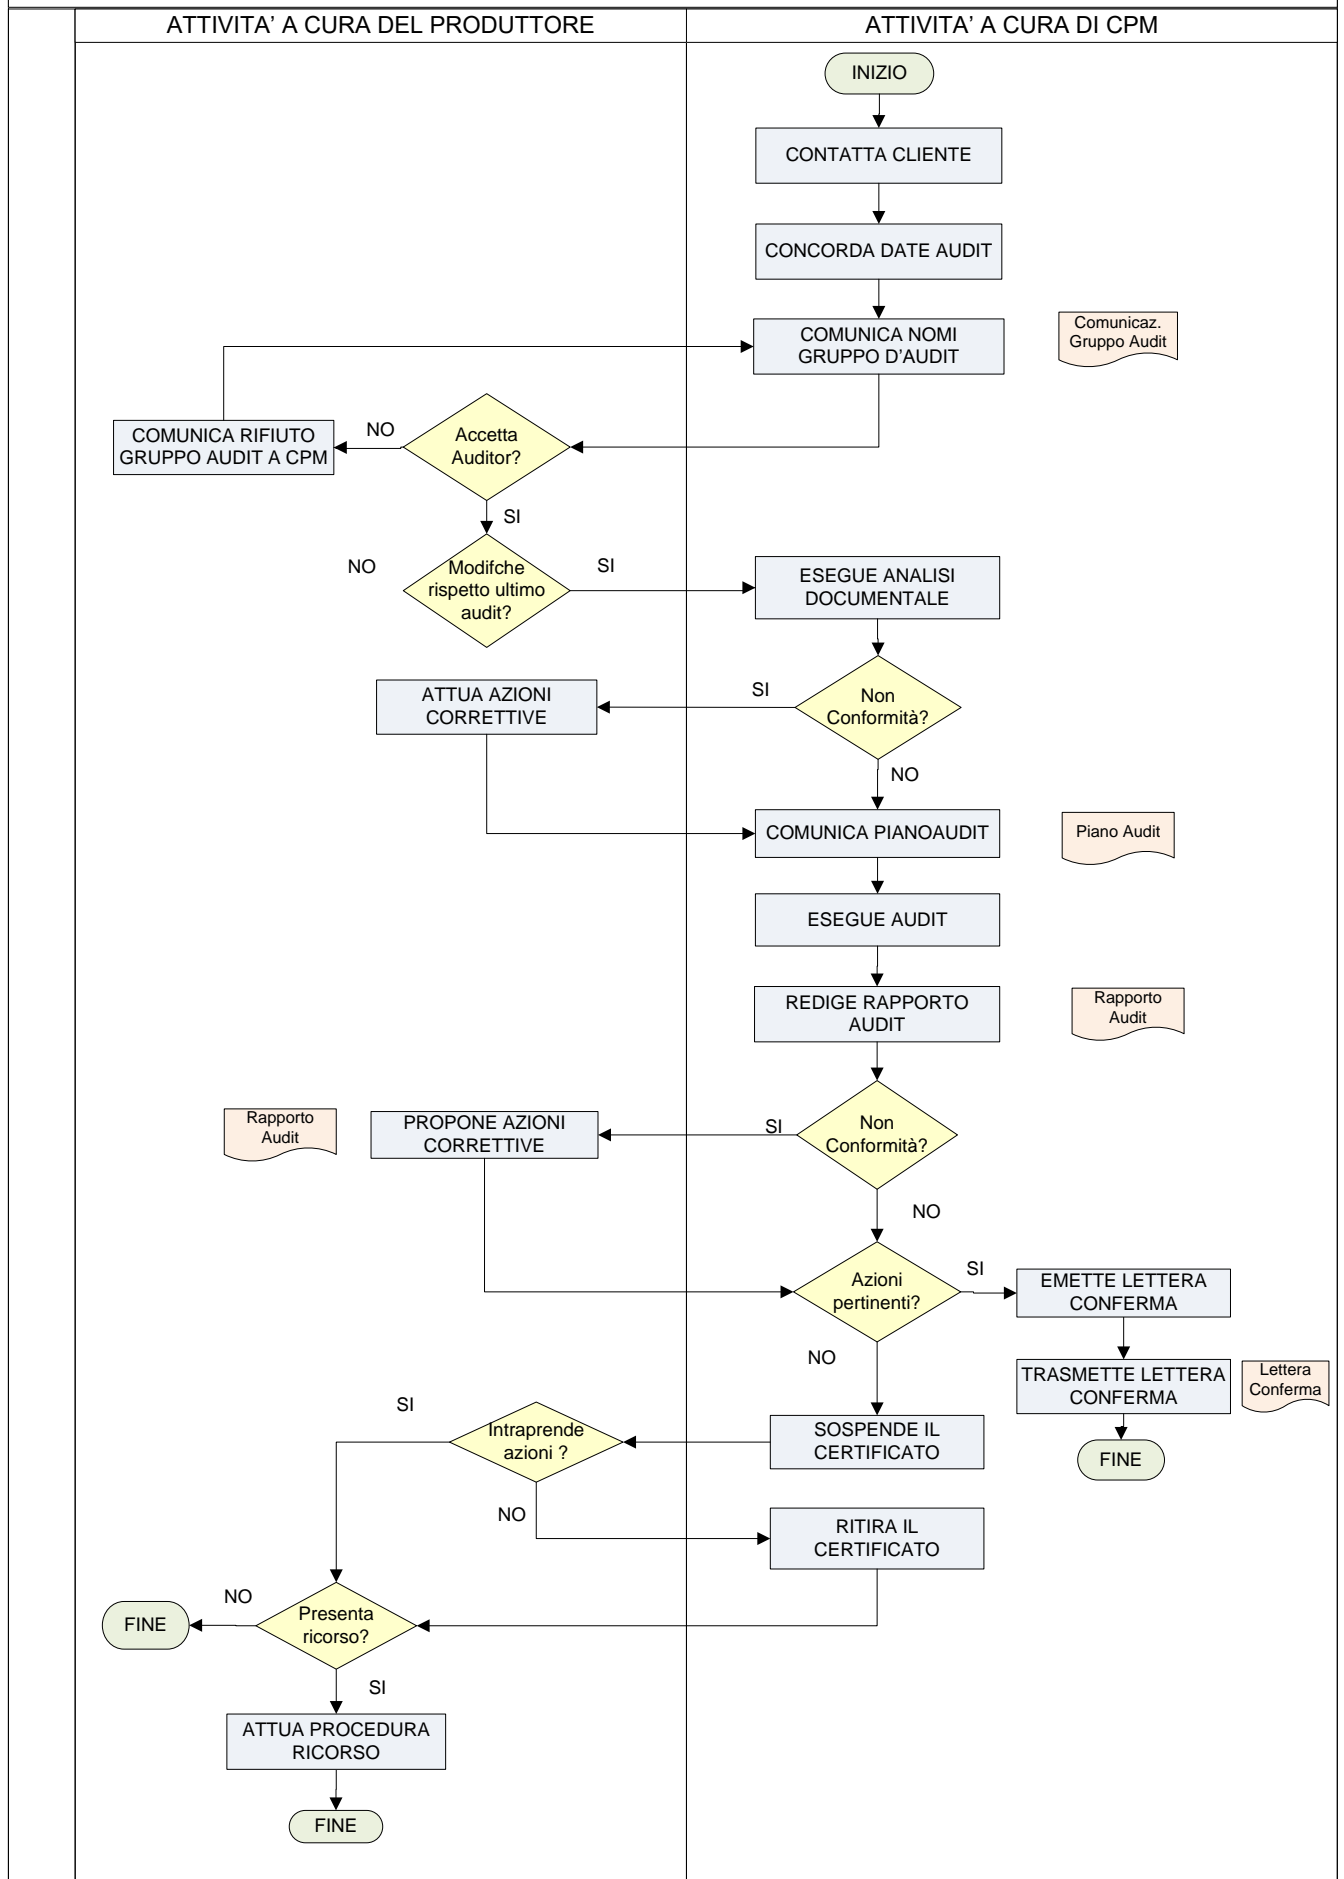 ATTIVITA' A CURA DEL PRODUTTORE
ATTIVITA' A CURA DI CPM
INIZIO
CONTATTA CLIENTE
CONCORDA DATE AUDIT
COMUNICA NOMI
GRUPPO D'AUDIT
Comunicaz.
Gruppo Audit
COMUNICA RIFIUTO
GRUPPO AUDIT A CPM
NO
Accetta
Auditor?
SI
NO
Modifche
rispetto ultimo
audit?
SI
ESEGUE ANALISI
DOCUMENTALE
ATTUA AZIONI
CORRETTIVE
SI
Non
Conformità?
NO
COMUNICA PIANOAUDIT
Piano Audit
ESEGUE AUDIT
REDIGE RAPPORTO
AUDIT
Rapporto
Audit
Rapporto
Audit
PROPONE AZIONI
CORRETTIVE
SI
Non
Conformità?
NO
Azioni
pertinenti?
SI
EMETTE LETTERA
CONFERMA
NO
TRASMETTE LETTERA
CONFERMA
Lettera
Conferma
SI
Intraprende
azioni ?
SOSPENDE IL
CERTIFICATO
FINE
NO
RITIRA IL
CERTIFICATO
FINE
NO
Presenta
ricorso?
SI
ATTUA PROCEDURA
RICORSO
FINE